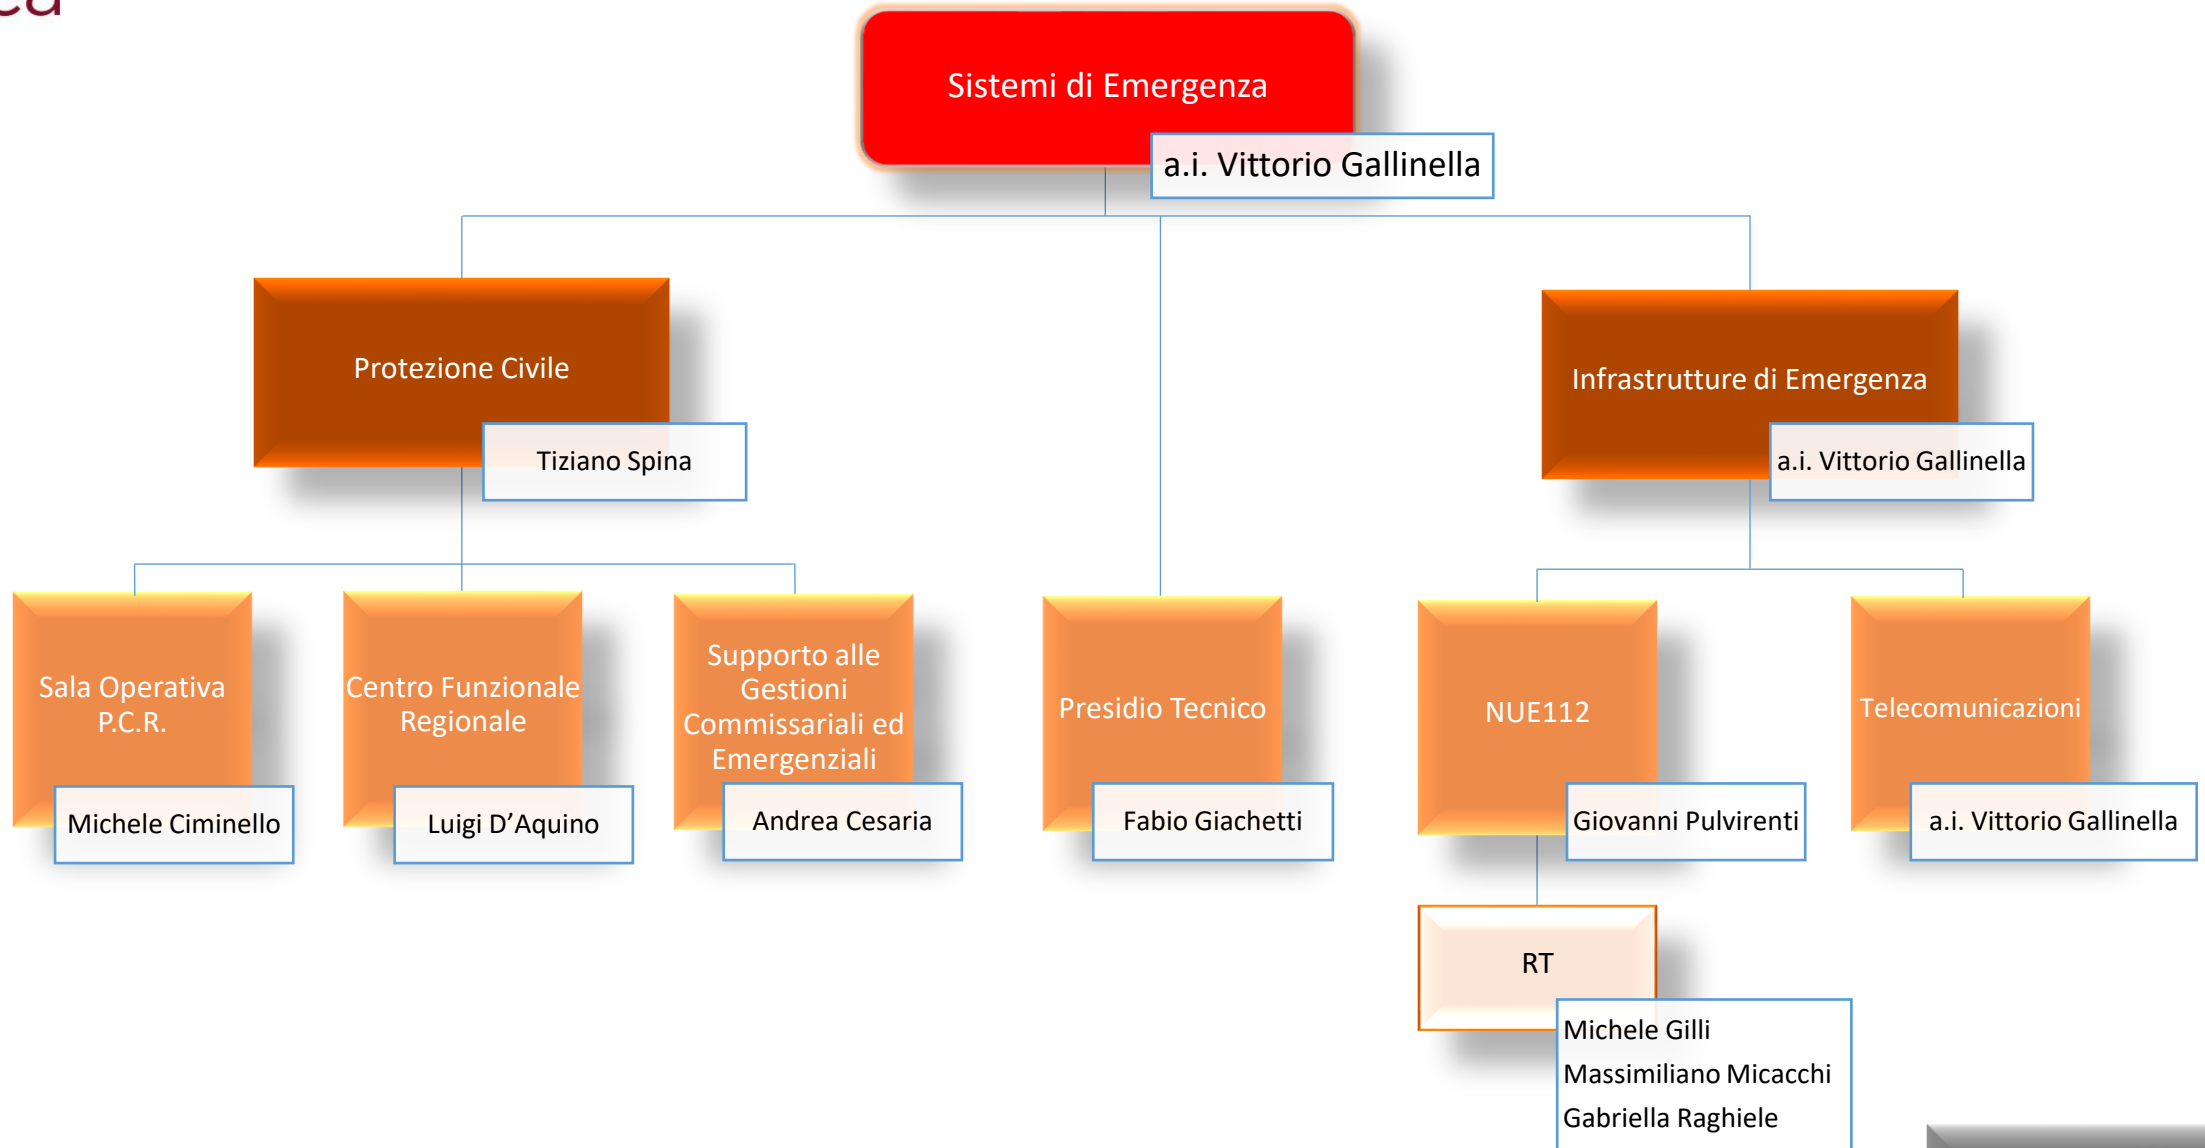 Sistemi di Emergenza
a.i. Vittorio Gallinella
Protezione Civile
Tiziano Spina
Infrastrutture di Emergenza
a.i. Vittorio Gallinella
Sala Operativa
P.C.R.
Michele Ciminello
Centro Funzionale
Regionale
Luigi D’Aquino
Supporto alle
Gestioni
Commissariali ed
Emergenziali
Andrea Cesaria
Presidio Tecnico
Fabio Giachetti
NUE112
Giovanni Pulvirenti
Telecomunicazioni
a.i. Vittorio Gallinella
RT
Michele Gilli
Massimiliano Micacchi
Gabriella Raghiele